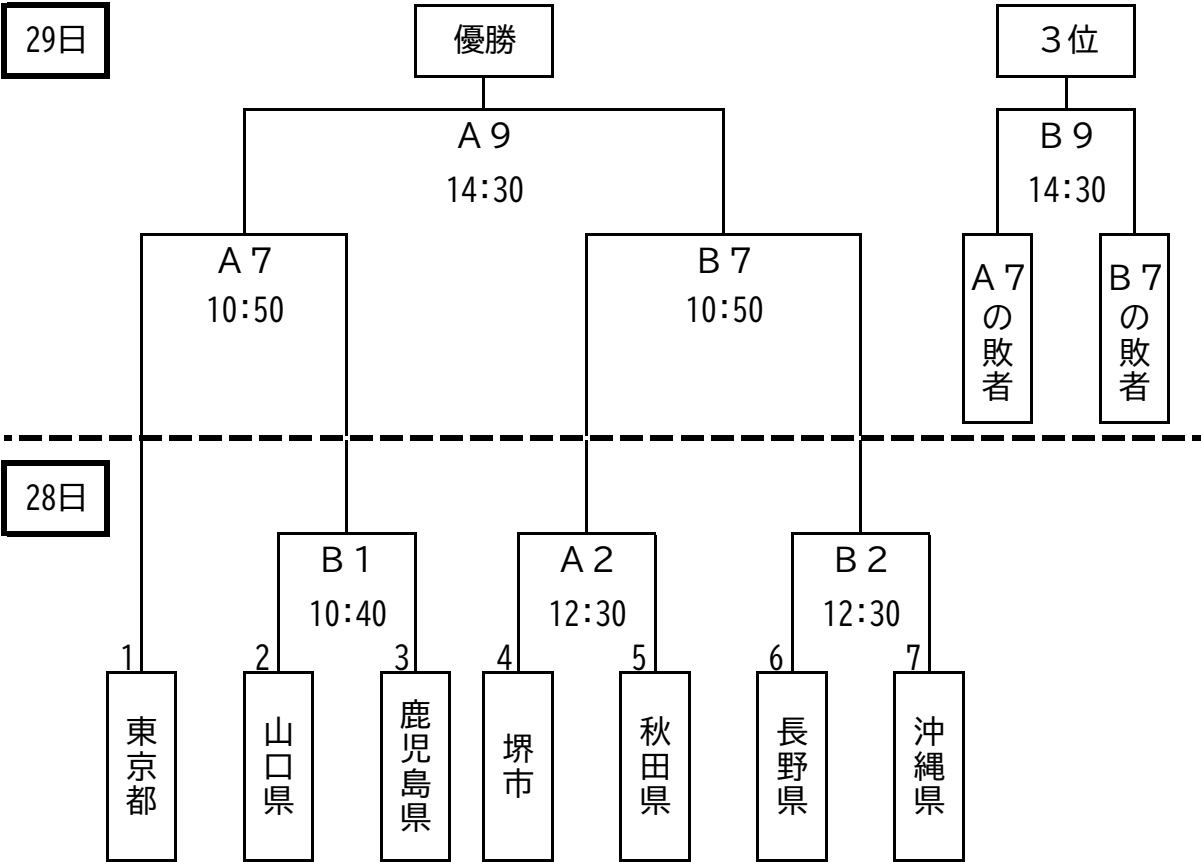 29日
優勝
３位
Ａ９
14:30
Ｂ９
14:30
Ａ７
10:50
Ｂ７
10:50
Ａ７の敗者
Ｂ７の敗者
28日
Ｂ１
10:40
Ａ２
12:30
Ｂ２
12:30
1
2
3
4
5
6
7
東京都
山口県
鹿児島県
堺市
秋田県
長野県
沖縄県